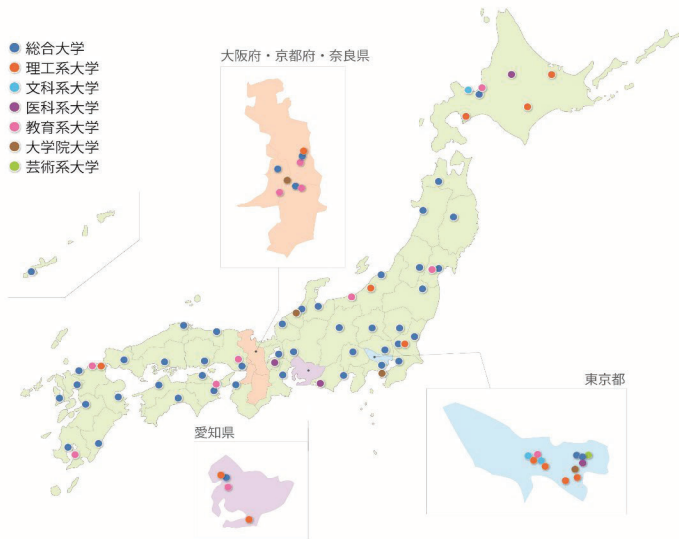 大阪府・京都府・奈良県
総合大学
理工系大学
文科系大学
医科系大学
教育系大学
大学院大学
芸術系大学
東京都
愛知県